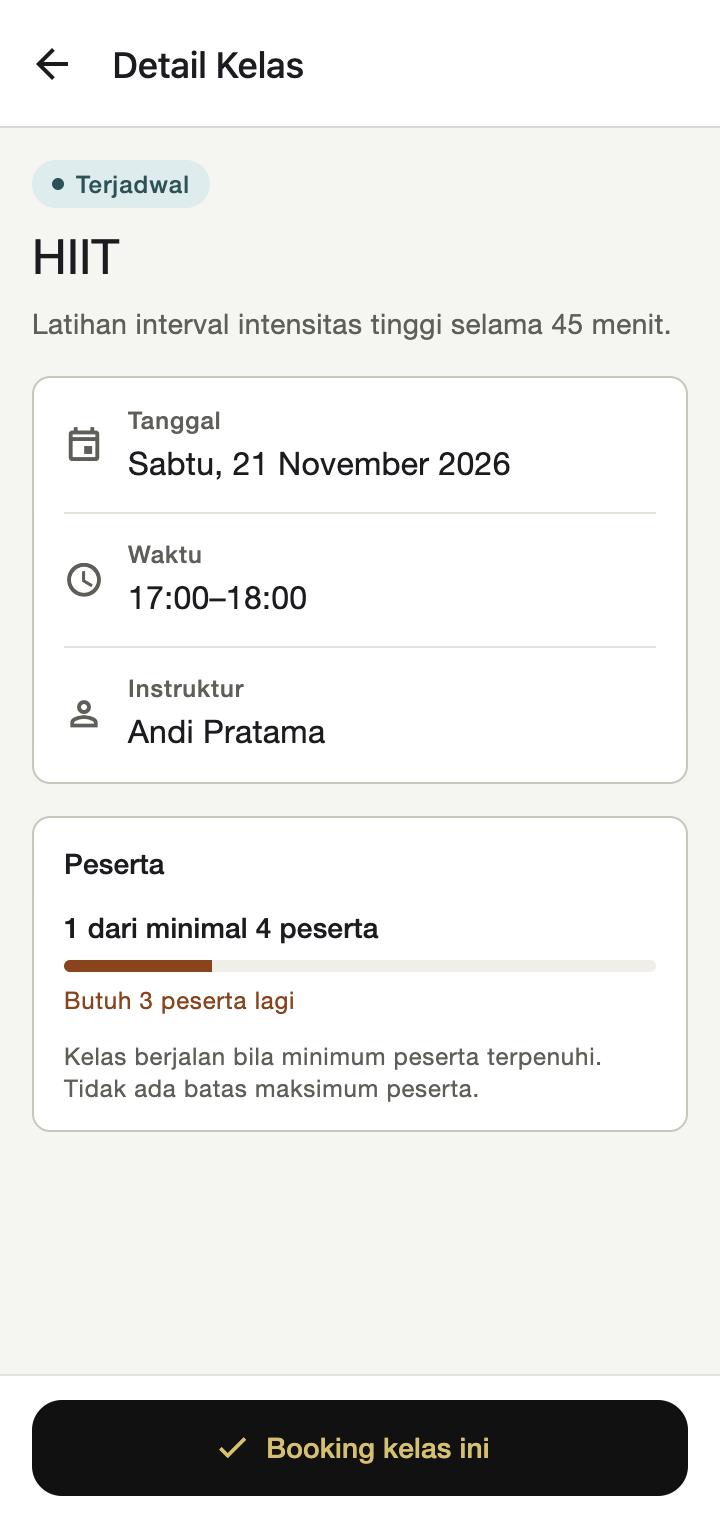 Detail Kelas
Terjadwal
HIIT
Latihan interval intensitas tinggi selama 45 menit.
Tanggal
Sabtu, 21 November 2026
Waktu
17:00–18:00
Instruktur
Andi Pratama
Peserta
1 dari minimal 4 peserta
Butuh 3 peserta lagi
Kelas berjalan bila minimum peserta terpenuhi.
Tidak ada batas maksimum peserta.
Booking kelas ini